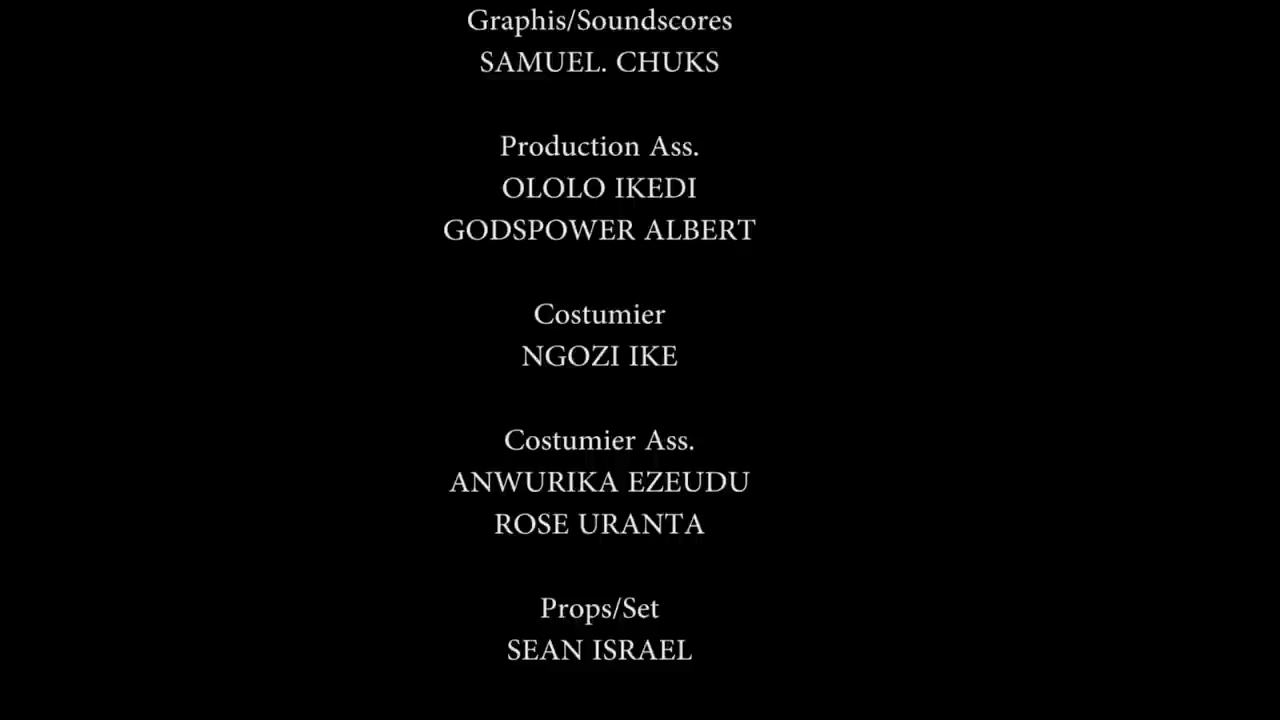 Graphis/Soundscores
SAMUEL. CHUKS
Production Ass.
OLOLO IKEDI
GODSPOWER ALBERT
Costumier
NGOZI IKE
Costumier Ass.
ANWURIKA EZEUDU
ROSE URANTA
Props/Set
SEAN ISRAEL